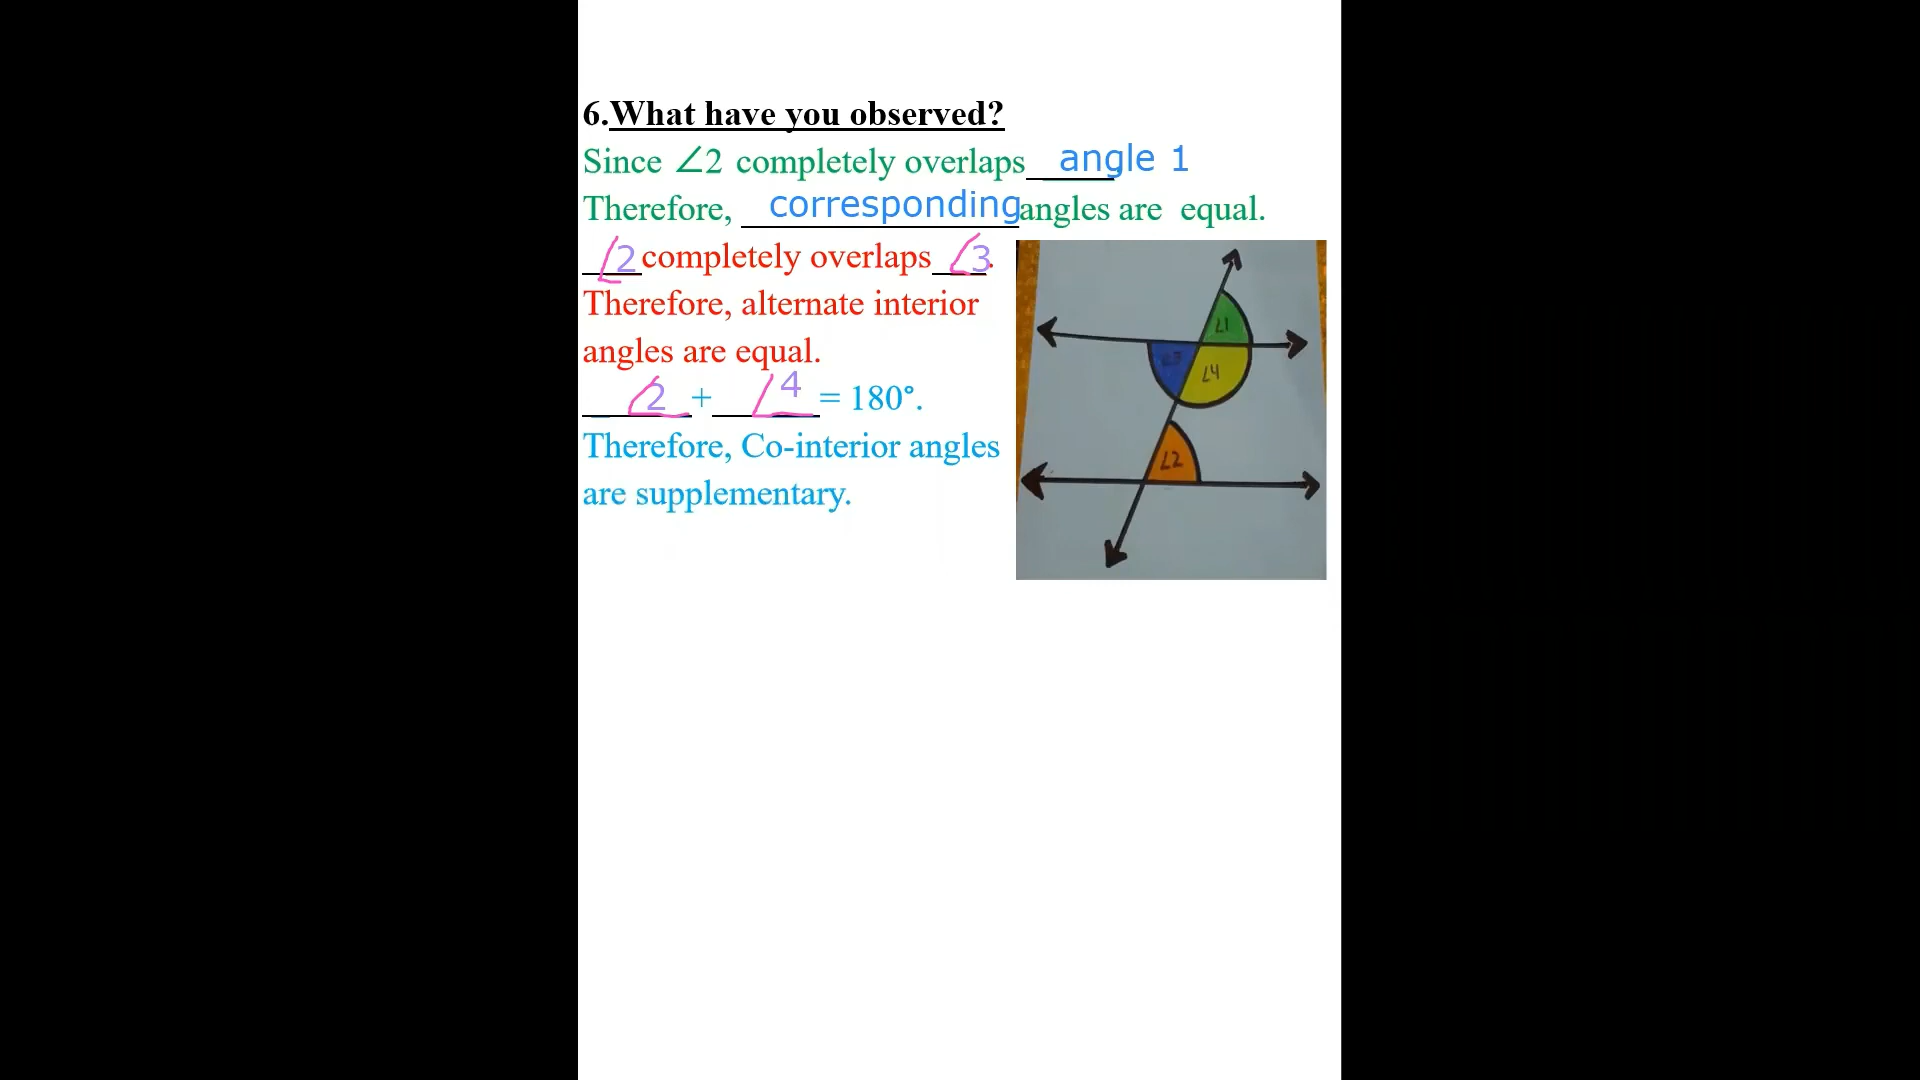 6.What have you observed?
Since ∠2 completely overlaps angle 1
Therefore, corresponding angles are equal.
∠2 completely overlaps ∠3.
Therefore, alternate interior
angles are equal.
∠2 + ∠4 = 180°.
Therefore, Co-interior angles
are supplementary.
∠1
∠3
∠4
∠2